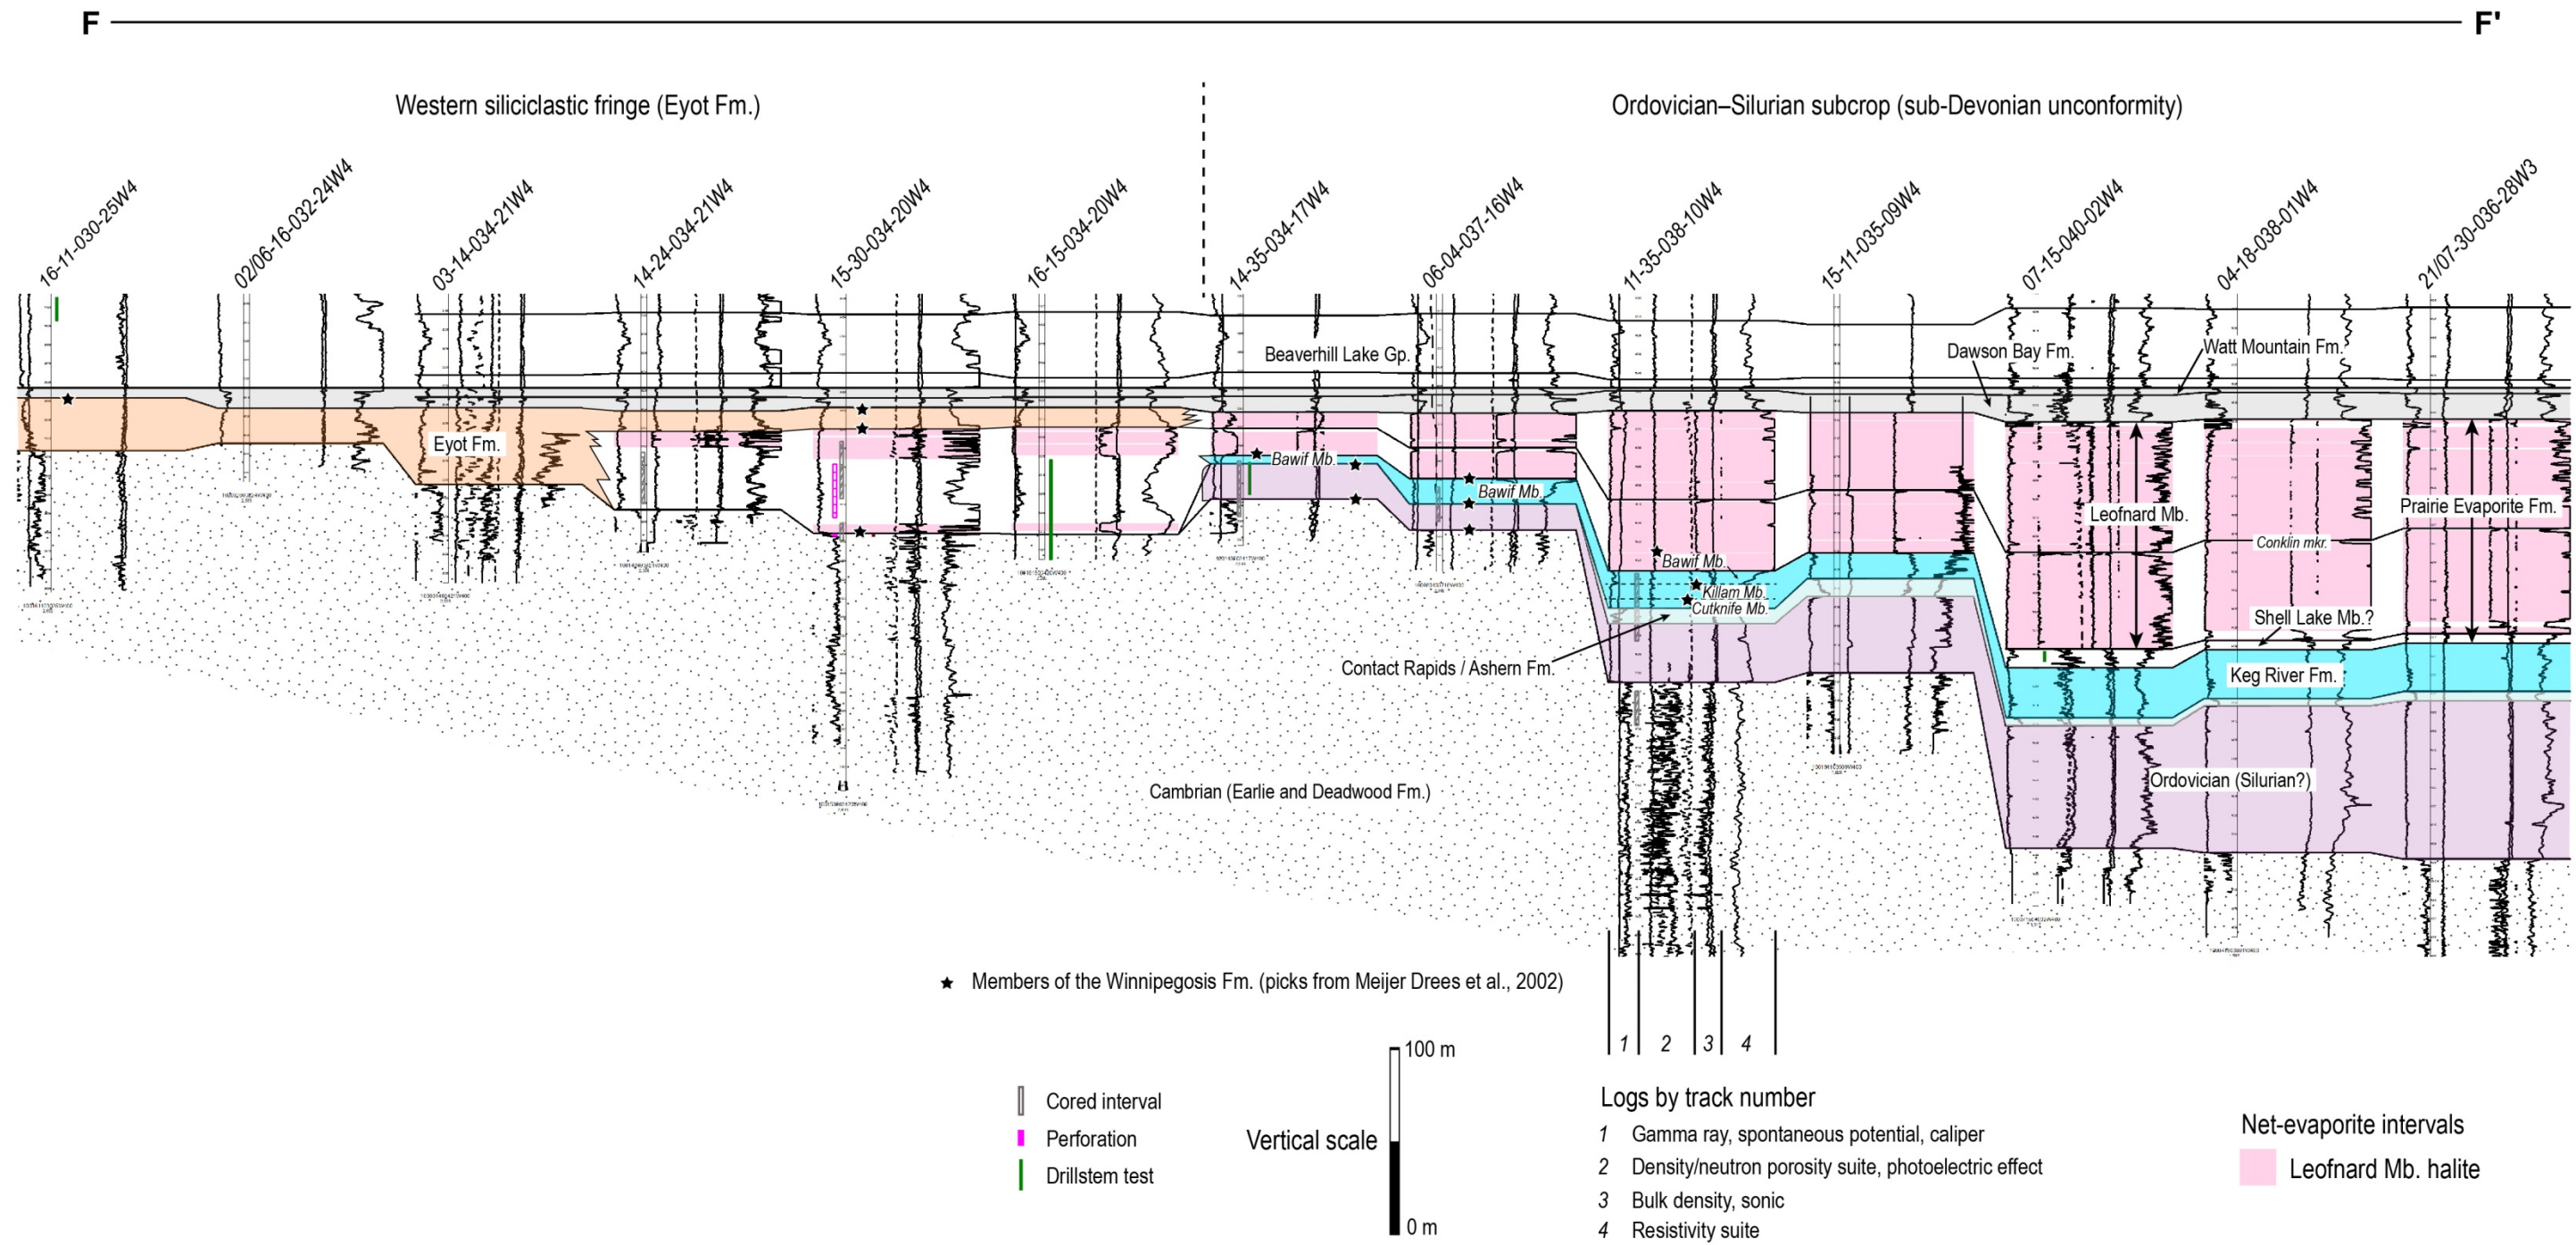 F
F'
Western siliciclastic fringe (Eyot Fm.)
Ordovician–Silurian subcrop (sub-Devonian unconformity)
16-11-030-25W4
02/06-16-032-24W4
03-14-034-21W4
14-24-034-21W4
15-30-034-20W4
16-15-034-20W4
14-35-034-17W4
06-04-037-16W4
11-35-038-10W4
15-11-035-09W4
07-15-040-02W4
04-18-038-01W4
21/07-30-036-28W3
Beaverhill Lake Gp.
Dawson Bay Fm.
Watt Mountain Fm.
Eyot Fm.
Bawif Mb.
Bawif Mb.
Leofnard Mb.
Prairie Evaporite Fm.
Conklin mkr.
Bawif Mb.
Killam Mb.
Cutknife Mb.
Shell Lake Mb.?
Contact Rapids / Ashern Fm.
Keg River Fm.
Ordovician (Silurian?)
Cambrian (Earlie and Deadwood Fm.)
★ Members of the Winnipegosis Fm. (picks from Meijer Drees et al., 2002)
1 2 3 4
Cored interval
Perforation
Drillstem test
Vertical scale
100 m
0 m
Logs by track number
1 Gamma ray, spontaneous potential, caliper
2 Density/neutron porosity suite, photoelectric effect
3 Bulk density, sonic
4 Resistivity suite
Net-evaporite intervals
Leofnard Mb. halite